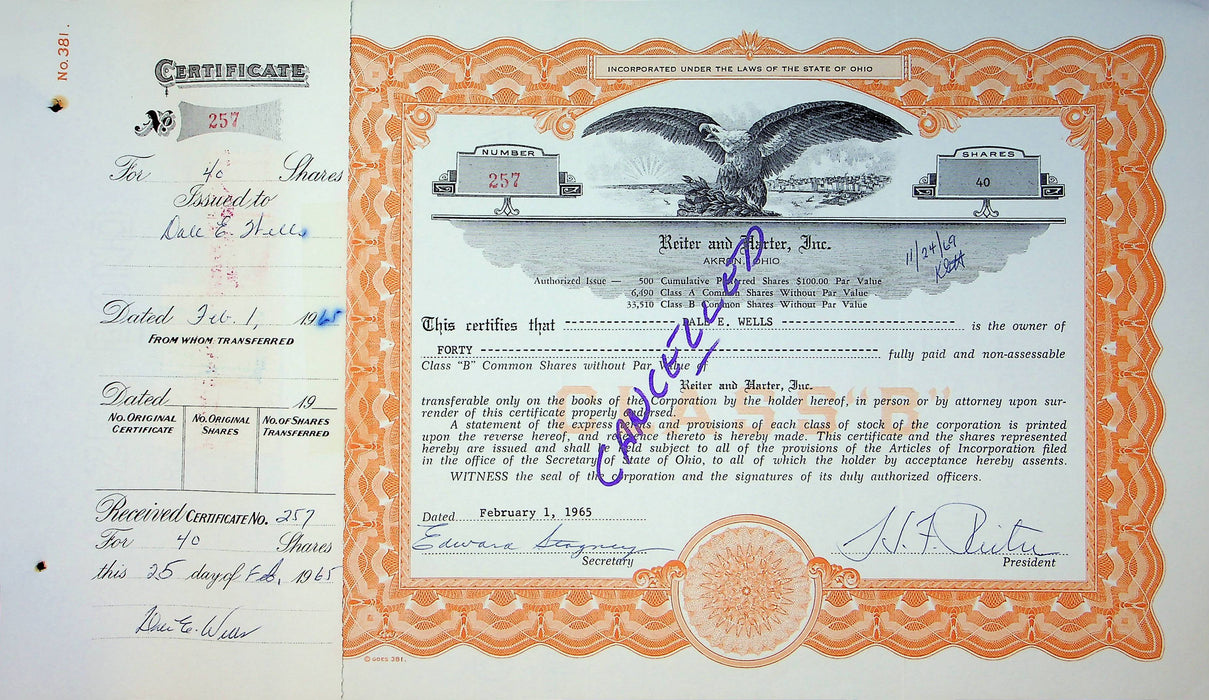 No. 381
CERTIFICATE
No 257
For 40 Shares
Issued to
Dale E. Wells
Dated Feb. 1, 1965
FROM WHOM TRANSFERRED
Dated 19
NO. ORIGINAL CERTIFICATE
NO. ORIGINAL SHARES
NO. OF SHARES TRANSFERRED
Received CERTIFICATE NO. 257
For 40 Shares
this 25 day of Feb, 1965
Dale E. Wells
INCORPORATED UNDER THE LAWS OF THE STATE OF OHIO
NUMBER
257
SHARES
40
Reiter and Harter, Inc.
AKRON, OHIO
11/24/69
Authorized Issue — 500 Cumulative Preferred Shares $100.00 Par Value
6,490 Class A Common Shares Without Par Value
33,510 Class B Common Shares Without Par Value
This certifies that DALE E. WELLS is the owner of
FORTY fully paid and non-assessable
Class "B" Common Shares without Par Value of
Reiter and Harter, Inc.
CLASS "B"
transferable only on the books of the Corporation by the holder hereof, in person or by attorney upon sur-
render of this certificate properly endorsed.
A statement of the express terms and provisions of each class of stock of the corporation is printed
upon the reverse hereof, and reference thereto is hereby made. This certificate and the shares represented
hereby are issued and shall be held subject to all of the provisions of the Articles of Incorporation filed
in the office of the Secretary of State of Ohio, to all of which the holder by acceptance hereby assents.
WITNESS the seal of the corporation and the signatures of its duly authorized officers.
CANCELLED
Dated February 1, 1965
Edward
Secretary
H. F. Reiter
President
© GOES 381.